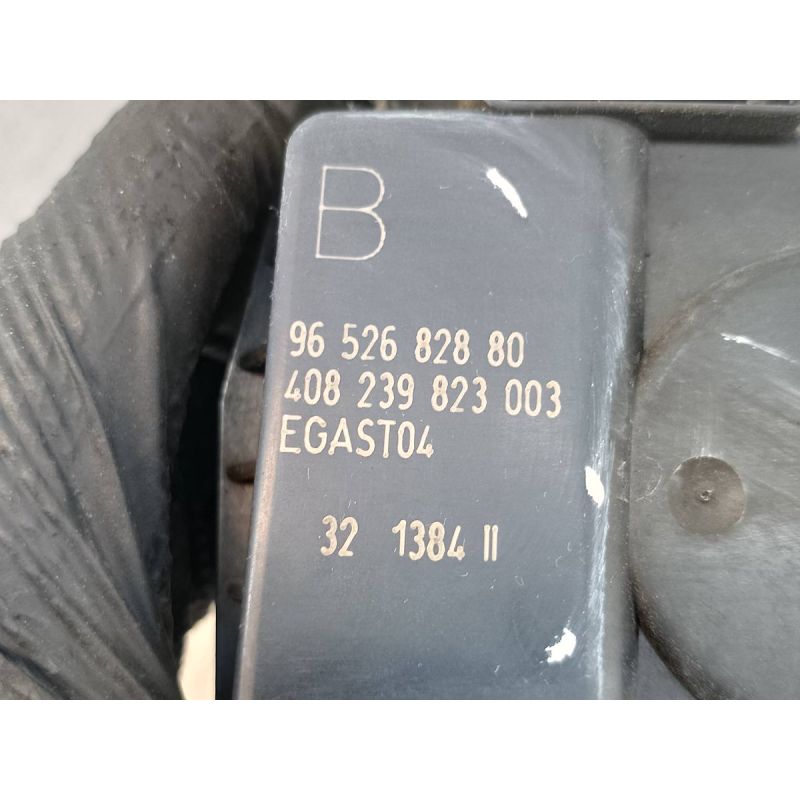 B
96 526 828 80
408 239 823 003
EGAST04
32 1384 II